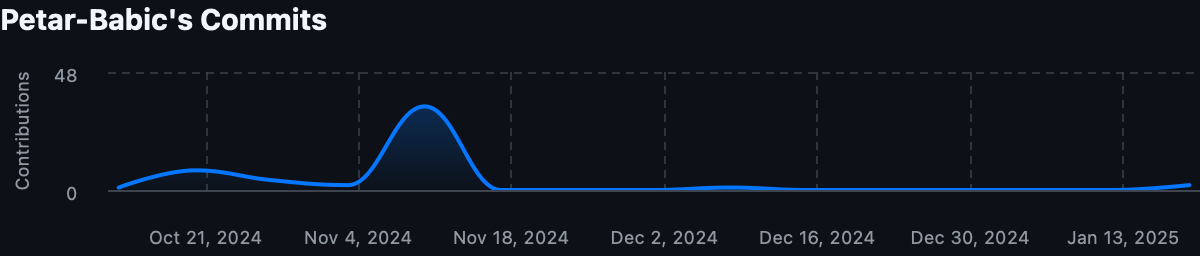 Petar-Babic's Commits
48
Contributions
0
Oct 21, 2024 Nov 4, 2024 Nov 18, 2024 Dec 2, 2024 Dec 16, 2024 Dec 30, 2024 Jan 13, 2025